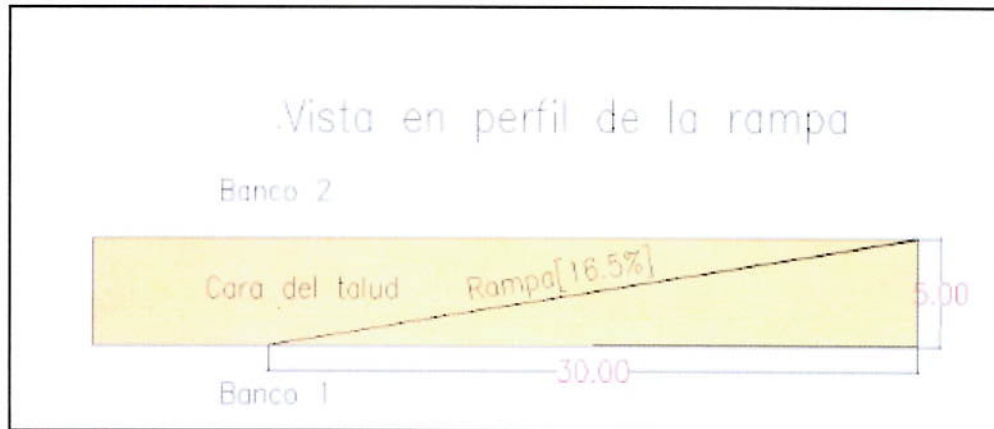 Vista en perfil de la rampa
Banco 2
Cara del talud
Rampa[16.5%]
5.00
30.00
Banco 1